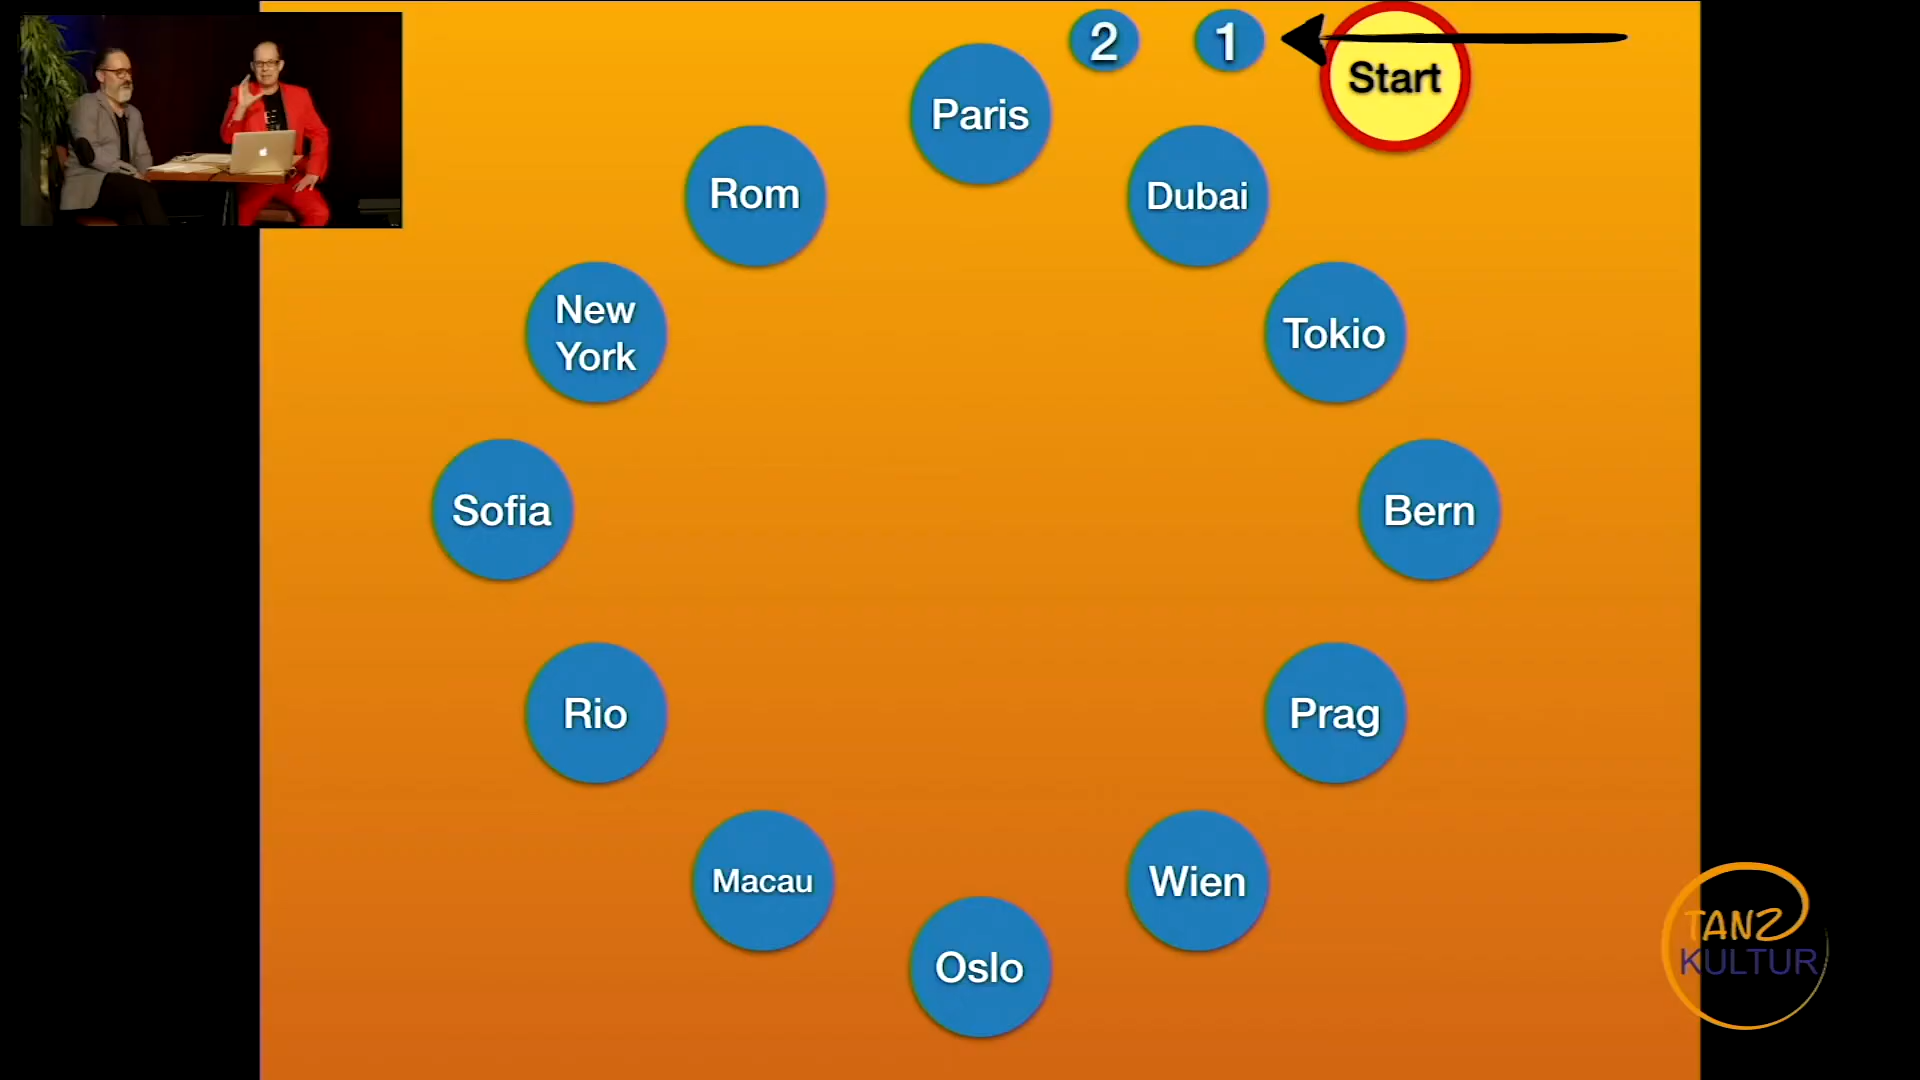 2
1
Start
Paris
Dubai
Rom
New
York
Tokio
Sofia
Bern
Rio
Prag
Macau
Wien
Oslo
TANZ
KULTUR